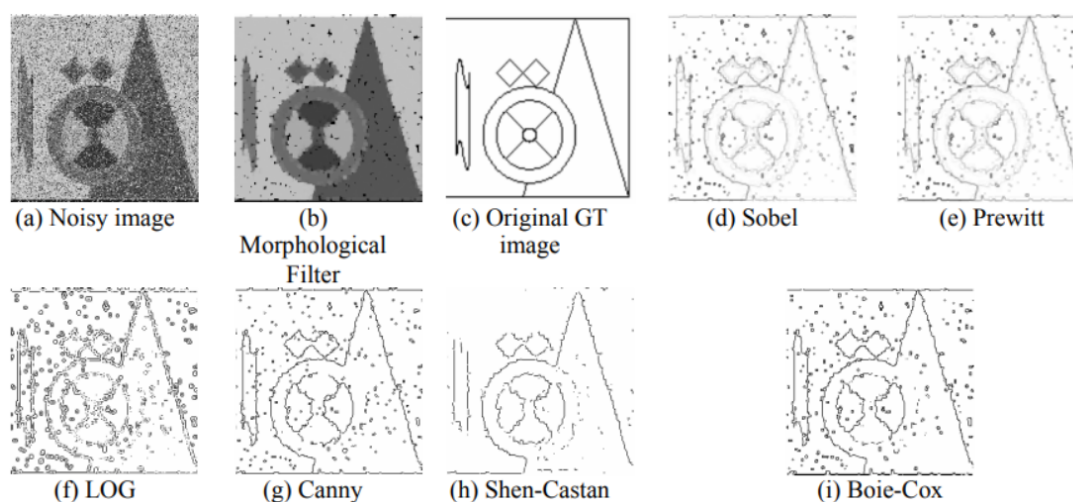 (a) Noisy image
(b)
Morphological
Filter
(c) Original GT
image
(d) Sobel
(e) Prewitt
(f) LOG
(g) Canny
(h) Shen-Castan
(i) Boie-Cox